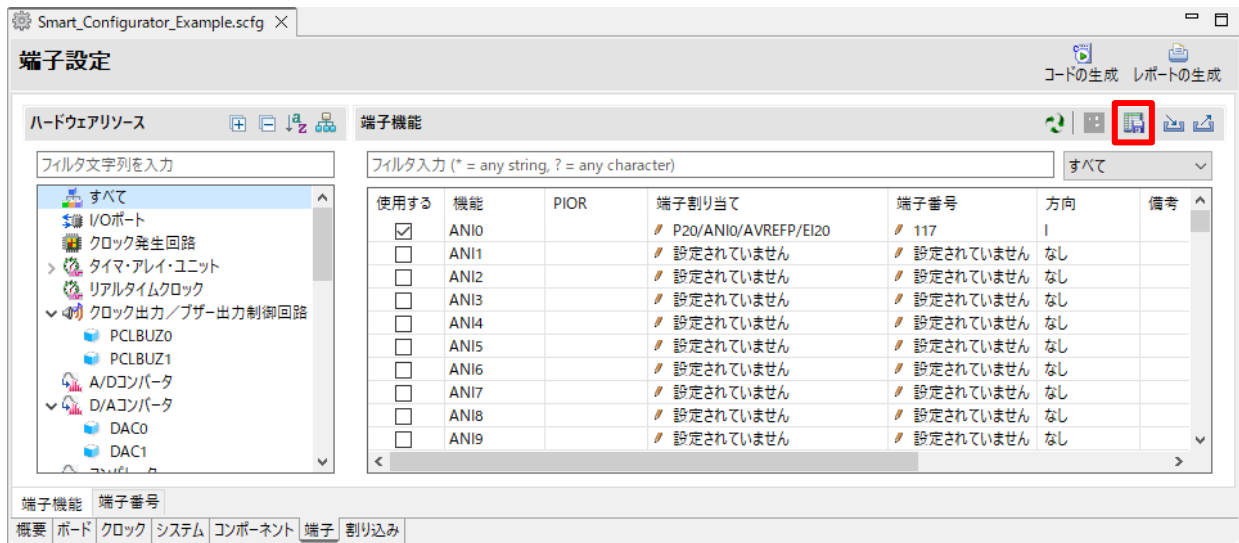 Smart_Configurator_Example.scfg
端子設定
コードの生成 レポートの生成
ハードウェアリソース
端子機能
フィルタ文字列を入力
フィルタ入力 (* = any string, ? = any character)
すべて
すべて
I/Oポート
クロック発生回路
タイマ・アレイ・ユニット
リアルタイムクロック
クロック出力／ブザー出力制御回路
PCLBUZ0
PCLBUZ1
A/Dコンバータ
D/Aコンバータ
DAC0
DAC1
使用する 機能 PIOR 端子割り当て 端子番号 方向 備考
ANI0 P20/ANI0/AVREFP/EI20 117 I
ANI1 設定されていません 設定されていません なし
ANI2 設定されていません 設定されていません なし
ANI3 設定されていません 設定されていません なし
ANI4 設定されていません 設定されていません なし
ANI5 設定されていません 設定されていません なし
ANI6 設定されていません 設定されていません なし
ANI7 設定されていません 設定されていません なし
ANI8 設定されていません 設定されていません なし
ANI9 設定されていません 設定されていません なし
端子機能 端子番号
概要 ボード クロック システム コンポーネント 端子 割り込み